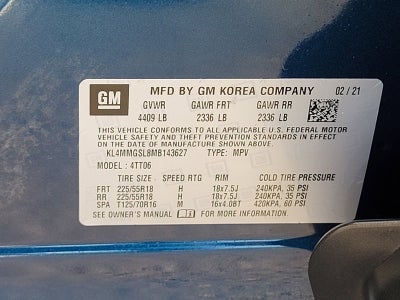 GM
MFD BY GM KOREA COMPANY 02/21
GVWR GAWR FRT GAWR RR
4409 LB 2336 LB 2336 LB
THIS VEHICLE CONFORMS TO ALL APPLICABLE U.S. FEDERAL MOTOR
VEHICLE SAFETY AND THEFT PREVENTION STANDARDS IN EFFECT
ON THE DATE OF MANUFACTURE SHOWN ABOVE.
KL4MMGSL8MB143627 TYPE: MPV
MODEL : 4TT06
TIRE SIZE SPEED RTG RIM COLD TIRE PRESSURE
FRT 225/55R18 H 18x7.5J 240KPA, 35 PSI
RR 225/55R18 H 18x7.5J 240KPA, 35 PSI
SPA T125/70R16 M 16x4.0BT 420KPA, 60 PSI
SEE OWNER'S MANUAL FOR MORE INFORMATION.